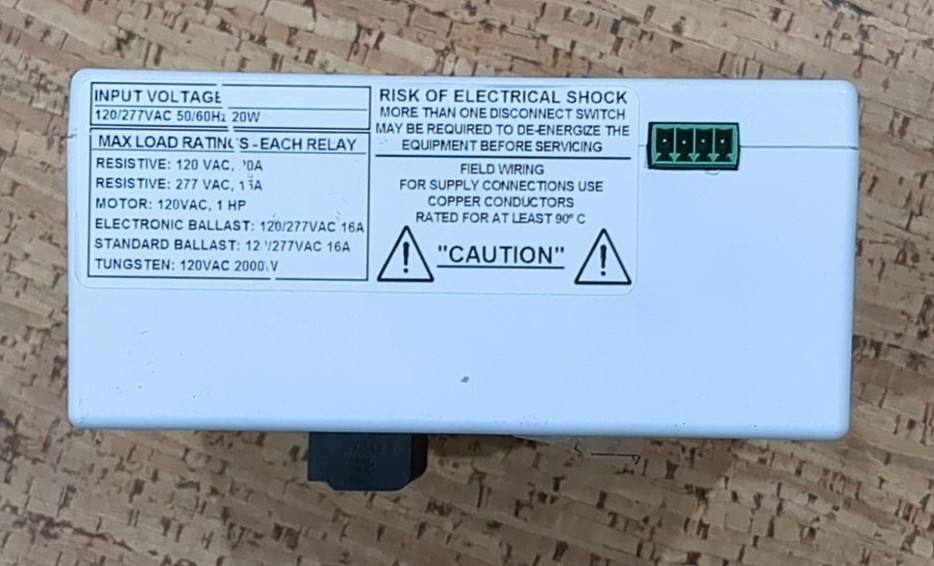 INPUT VOLTAGE
120/277VAC 50/60Hz 20W
MAX LOAD RATINGS - EACH RELAY
RESISTIVE: 120 VAC,
RESISTIVE: 277 VAC,
MOTOR: 120VAC, 1 HP
ELECTRONIC BALLAST: 120/277VAC 16A
STANDARD BALLAST: 120/277VAC 16A
TUNGSTEN: 120VAC 2000W
RISK OF ELECTRICAL SHOCK
MORE THAN ONE DISCONNECT SWITCH
MAY BE REQUIRED TO DE-ENERGIZE THE
EQUIPMENT BEFORE SERVICING
FIELD WIRING
FOR SUPPLY CONNECTIONS USE
COPPER CONDUCTORS
RATED FOR AT LEAST 90° C
"CAUTION"